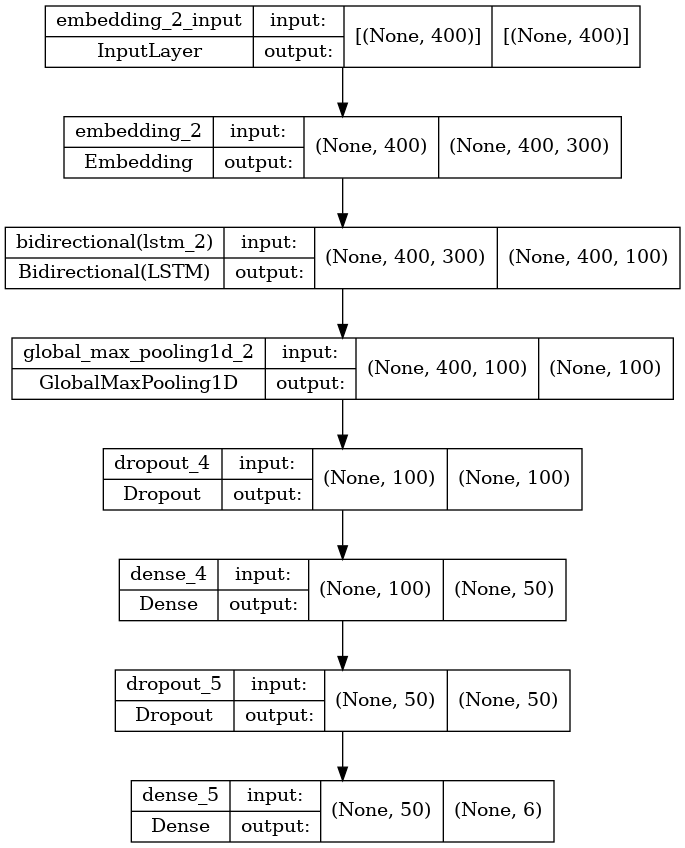 embedding_2_input input: [(None, 400)] [(None, 400)]
InputLayer output:
embedding_2 input: (None, 400) (None, 400, 300)
Embedding output:
bidirectional(lstm_2) input: (None, 400, 300) (None, 400, 100)
Bidirectional(LSTM) output:
global_max_pooling1d_2 input: (None, 400, 100) (None, 100)
GlobalMaxPooling1D output:
dropout_4 input: (None, 100) (None, 100)
Dropout output:
dense_4 input: (None, 100) (None, 50)
Dense output:
dropout_5 input: (None, 50) (None, 50)
Dropout output:
dense_5 input: (None, 50) (None, 6)
Dense output: